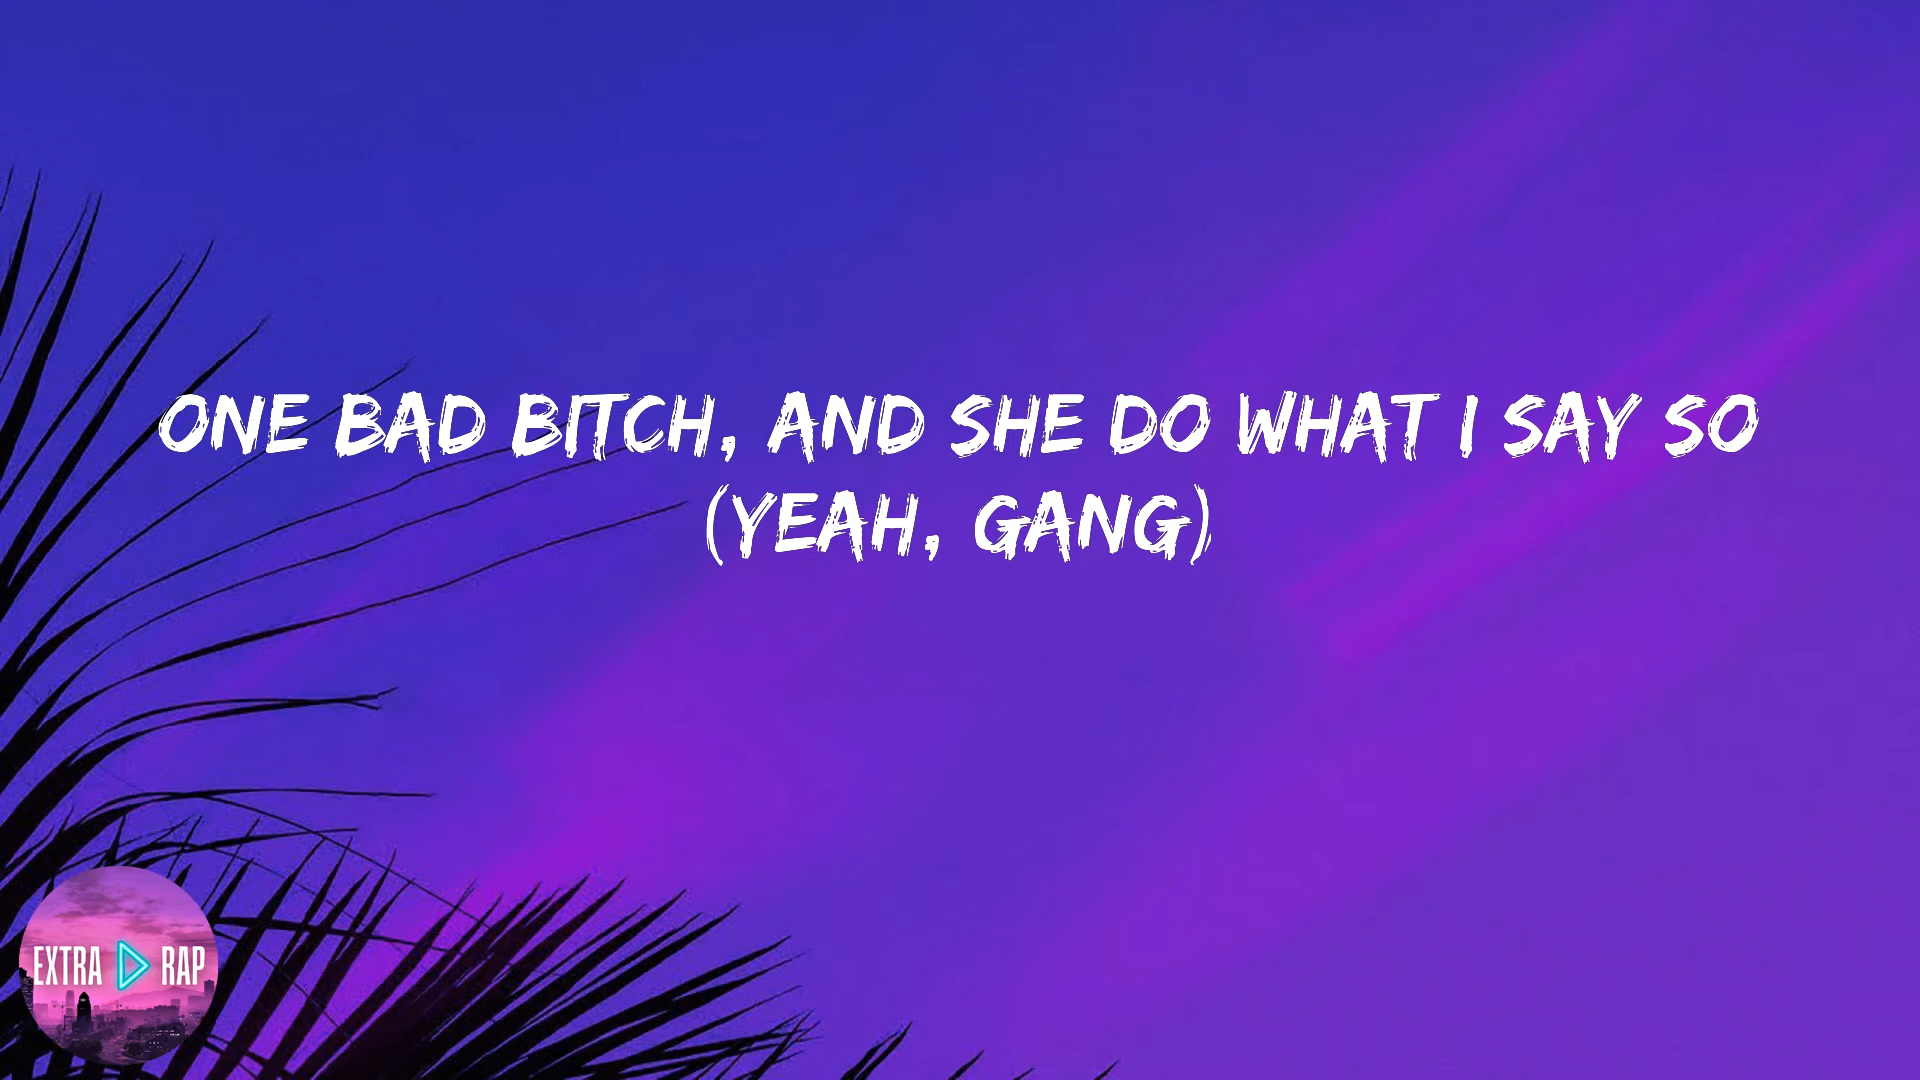 ONE BAD BITCH, AND SHE DO WHAT I SAY SO
(YEAH, GANG)
EXTRA RAP